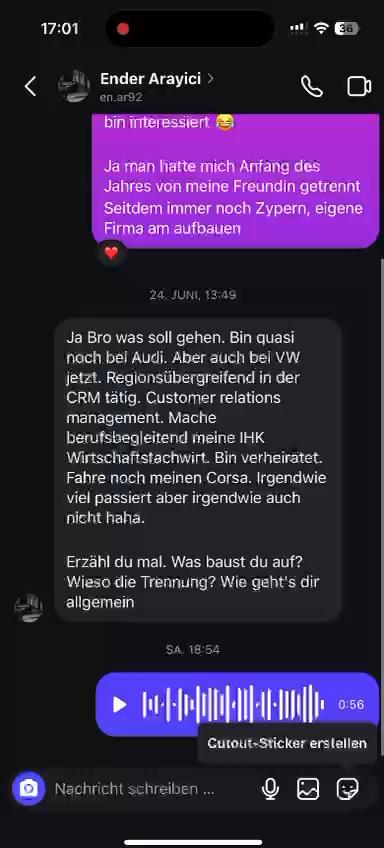 17:01
36
Ender Arayici
en.ar92
bin interessiert 😂
Ja man hatte mich Anfang des
Jahres von meine Freundin getrennt
Seitdem immer noch Zypern, eigene
Firma am aufbauen
24. JUNI, 13:49
Ja Bro was soll gehen. Bin quasi
noch bei Audi. Aber auch bei VW
jetzt. Regionsübergreifend in der
CRM tätig. Customer relations
management. Mache
berufsbegleitend meine IHK
Wirtschaftstachwirt. Bin verheiratet.
Fahre noch meinen Corsa. Irgendwie
viel passiert aber irgendwie auch
nicht haha.
Erzähl du mal. Was baust du auf?
Wieso die Trennung? Wie geht's dir
allgemein
SA. 18:54
0:56
Cutout-Sticker erstellen
Nachricht schreiben ...